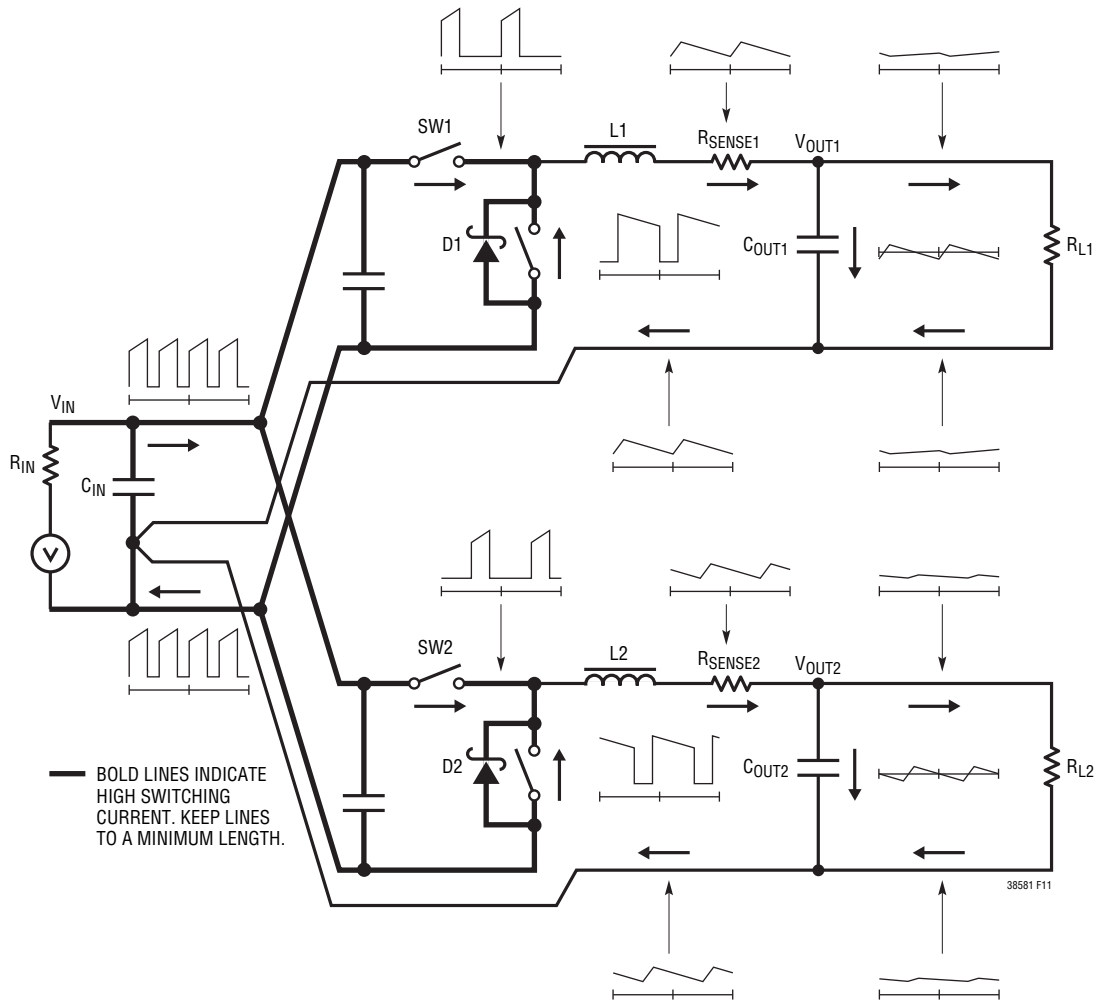 SW1
L1
RSENSE1
VOUT1
D1
COUT1
RL1
VIN
RIN
CIN
V
SW2
L2
RSENSE2
VOUT2
D2
COUT2
RL2
BOLD LINES INDICATE
HIGH SWITCHING
CURRENT. KEEP LINES
TO A MINIMUM LENGTH.
38581 F11